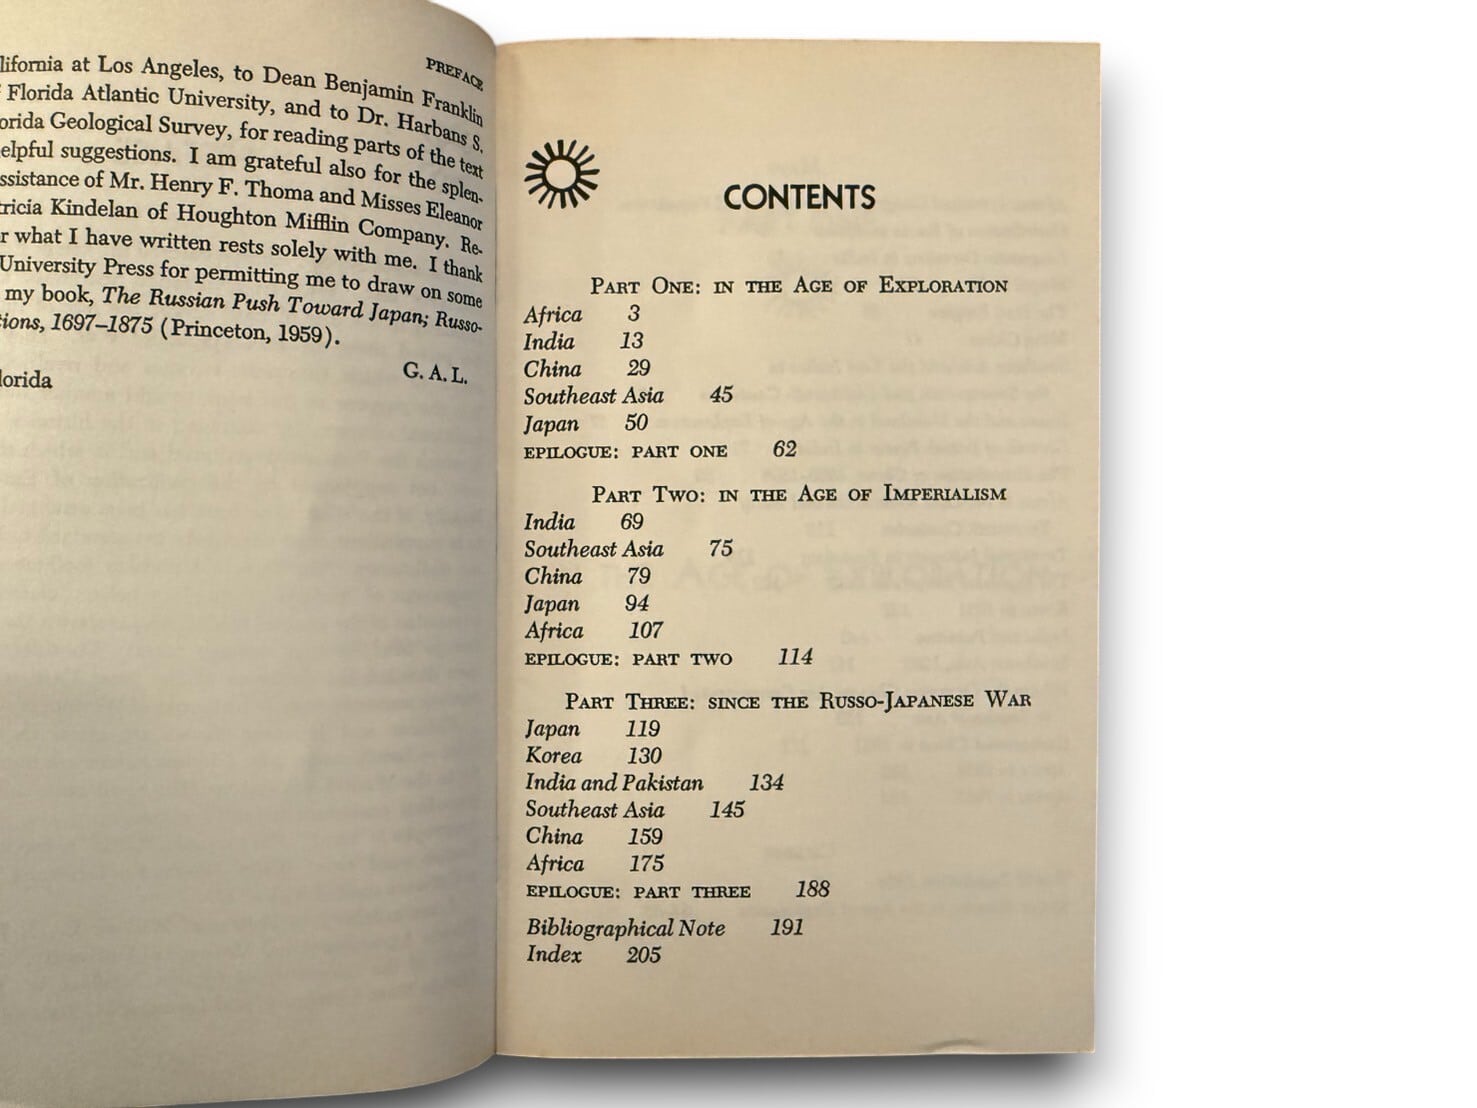 PREFACE
lifornia at Los Angeles, to Dean Benjamin Franklin
f Florida Atlantic University, and to Dr. Harbans S.
orida Geological Survey, for reading parts of the text
elpful suggestions. I am grateful also for the splen-
ssistance of Mr. Henry F. Thoma and Misses Eleanor
tricia Kindelan of Houghton Mifflin Company. Re-
r what I have written rests solely with me. I thank
University Press for permitting me to draw on some
my book, The Russian Push Toward Japan; Russo-
tions, 1697–1875 (Princeton, 1959).
G. A. L.
lorida
CONTENTS
PART ONE: IN THE AGE OF EXPLORATION
Africa 3
India 13
China 29
Southeast Asia 45
Japan 50
EPILOGUE: PART ONE 62
PART TWO: IN THE AGE OF IMPERIALISM
India 69
Southeast Asia 75
China 79
Japan 94
Africa 107
EPILOGUE: PART TWO 114
PART THREE: SINCE THE RUSSO-JAPANESE WAR
Japan 119
Korea 130
India and Pakistan 134
Southeast Asia 145
China 159
Africa 175
EPILOGUE: PART THREE 188
Bibliographical Note 191
Index 205